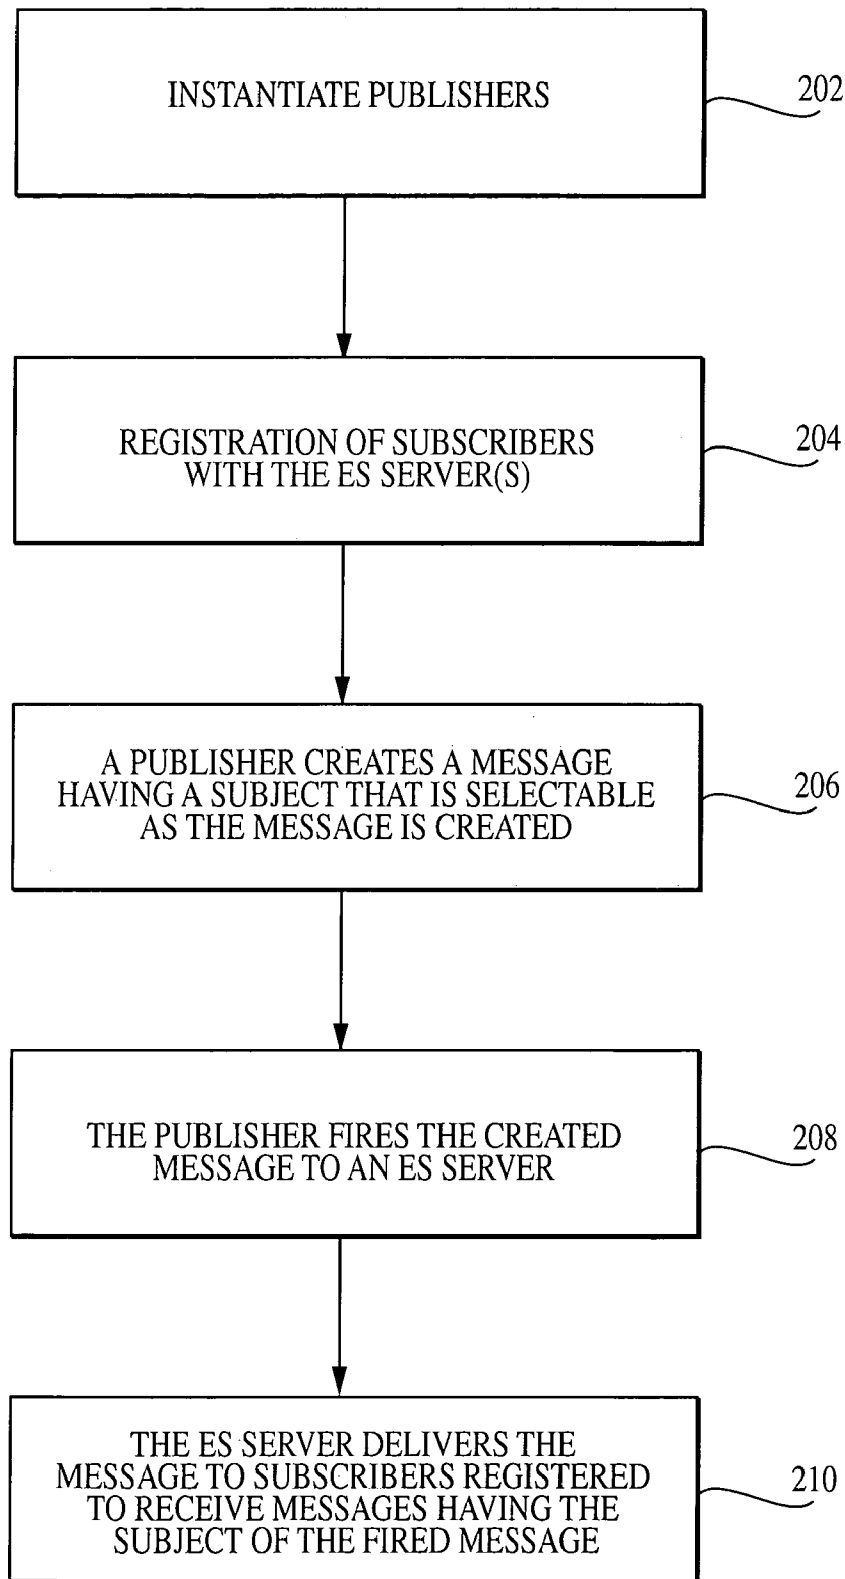 INSTANTIATE PUBLISHERS
202
REGISTRATION OF SUBSCRIBERS
WITH THE ES SERVER(S)
204
A PUBLISHER CREATES A MESSAGE
HAVING A SUBJECT THAT IS SELECTABLE
AS THE MESSAGE IS CREATED
206
THE PUBLISHER FIRES THE CREATED
MESSAGE TO AN ES SERVER
208
THE ES SERVER DELIVERS THE
MESSAGE TO SUBSCRIBERS REGISTERED
TO RECEIVE MESSAGES HAVING THE
SUBJECT OF THE FIRED MESSAGE
210